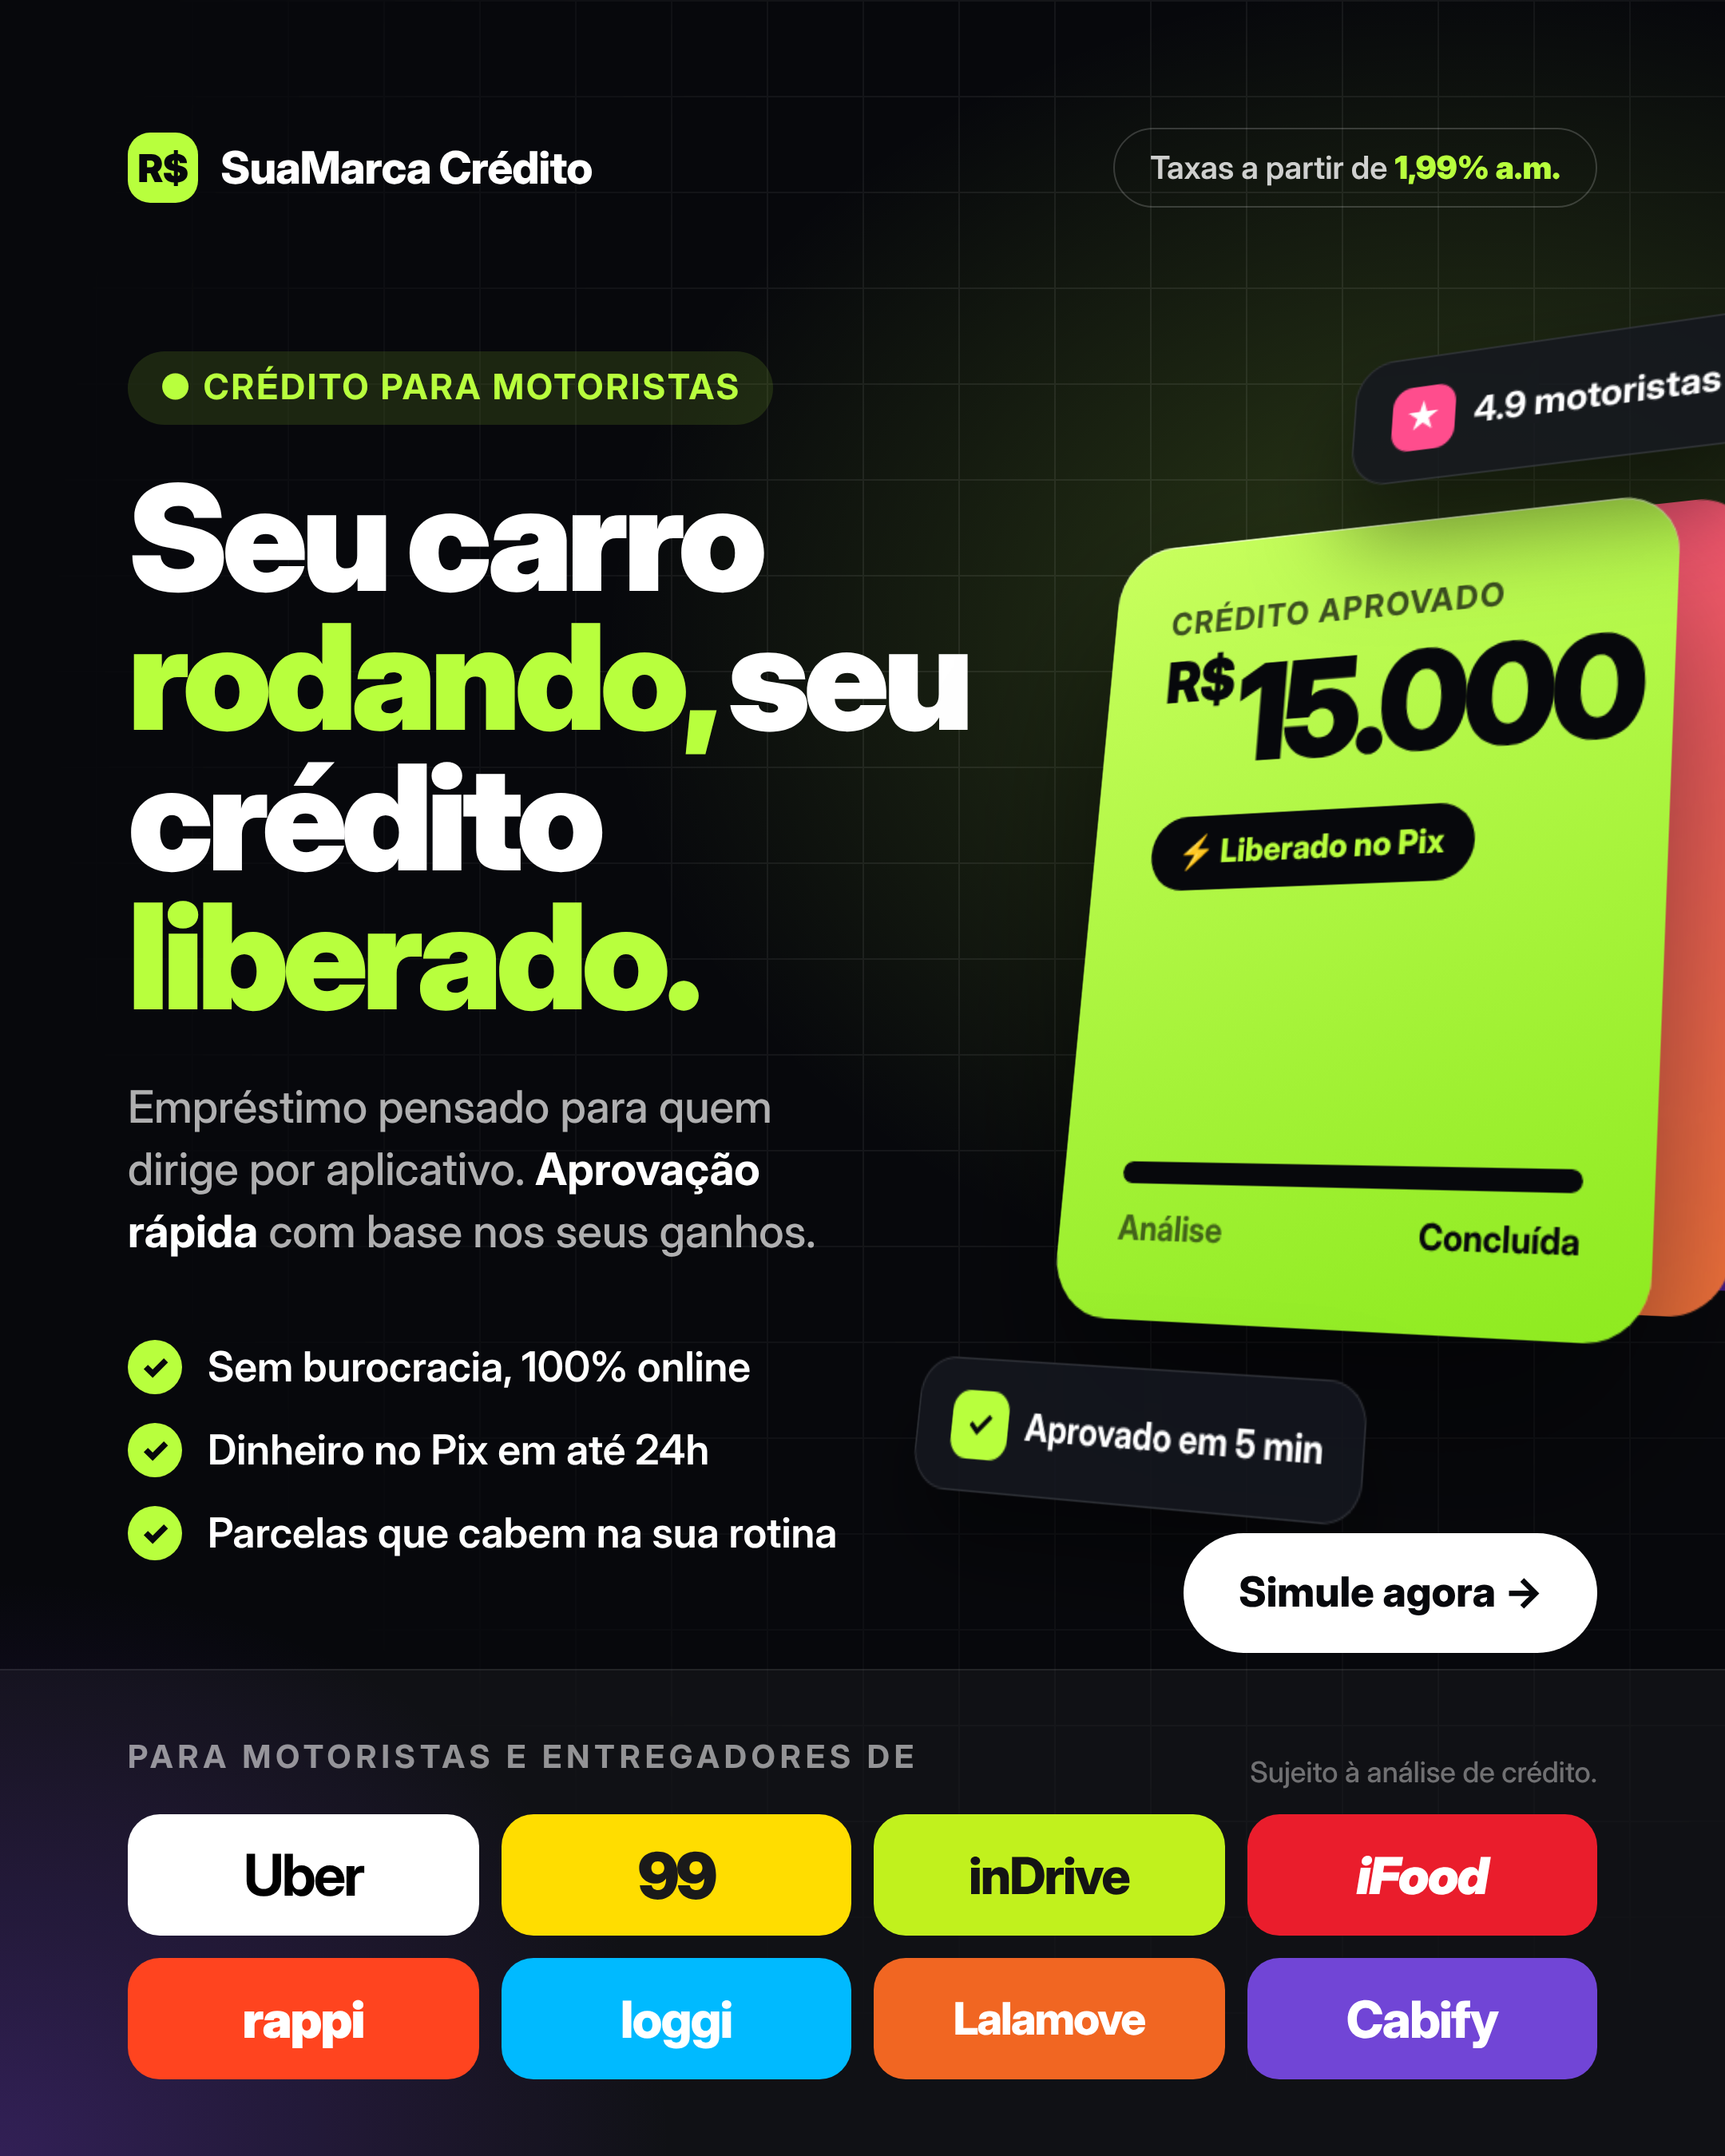 R$ SuaMarca Crédito
Taxas a partir de 1,99% a.m.
CRÉDITO PARA MOTORISTAS
Seu carro
rodando, seu
crédito
liberado.
Empréstimo pensado para quem
dirige por aplicativo. Aprovação
rápida com base nos seus ganhos.
Sem burocracia, 100% online
Dinheiro no Pix em até 24h
Parcelas que cabem na sua rotina
4.9 motoristas
CRÉDITO APROVADO
R$15.000
⚡ Liberado no Pix
Análise
Concluída
Aprovado em 5 min
Simule agora →
PARA MOTORISTAS E ENTREGADORES DE
Sujeito à análise de crédito.
Uber
99
inDrive
iFood
rappi
loggi
Lalamove
Cabify